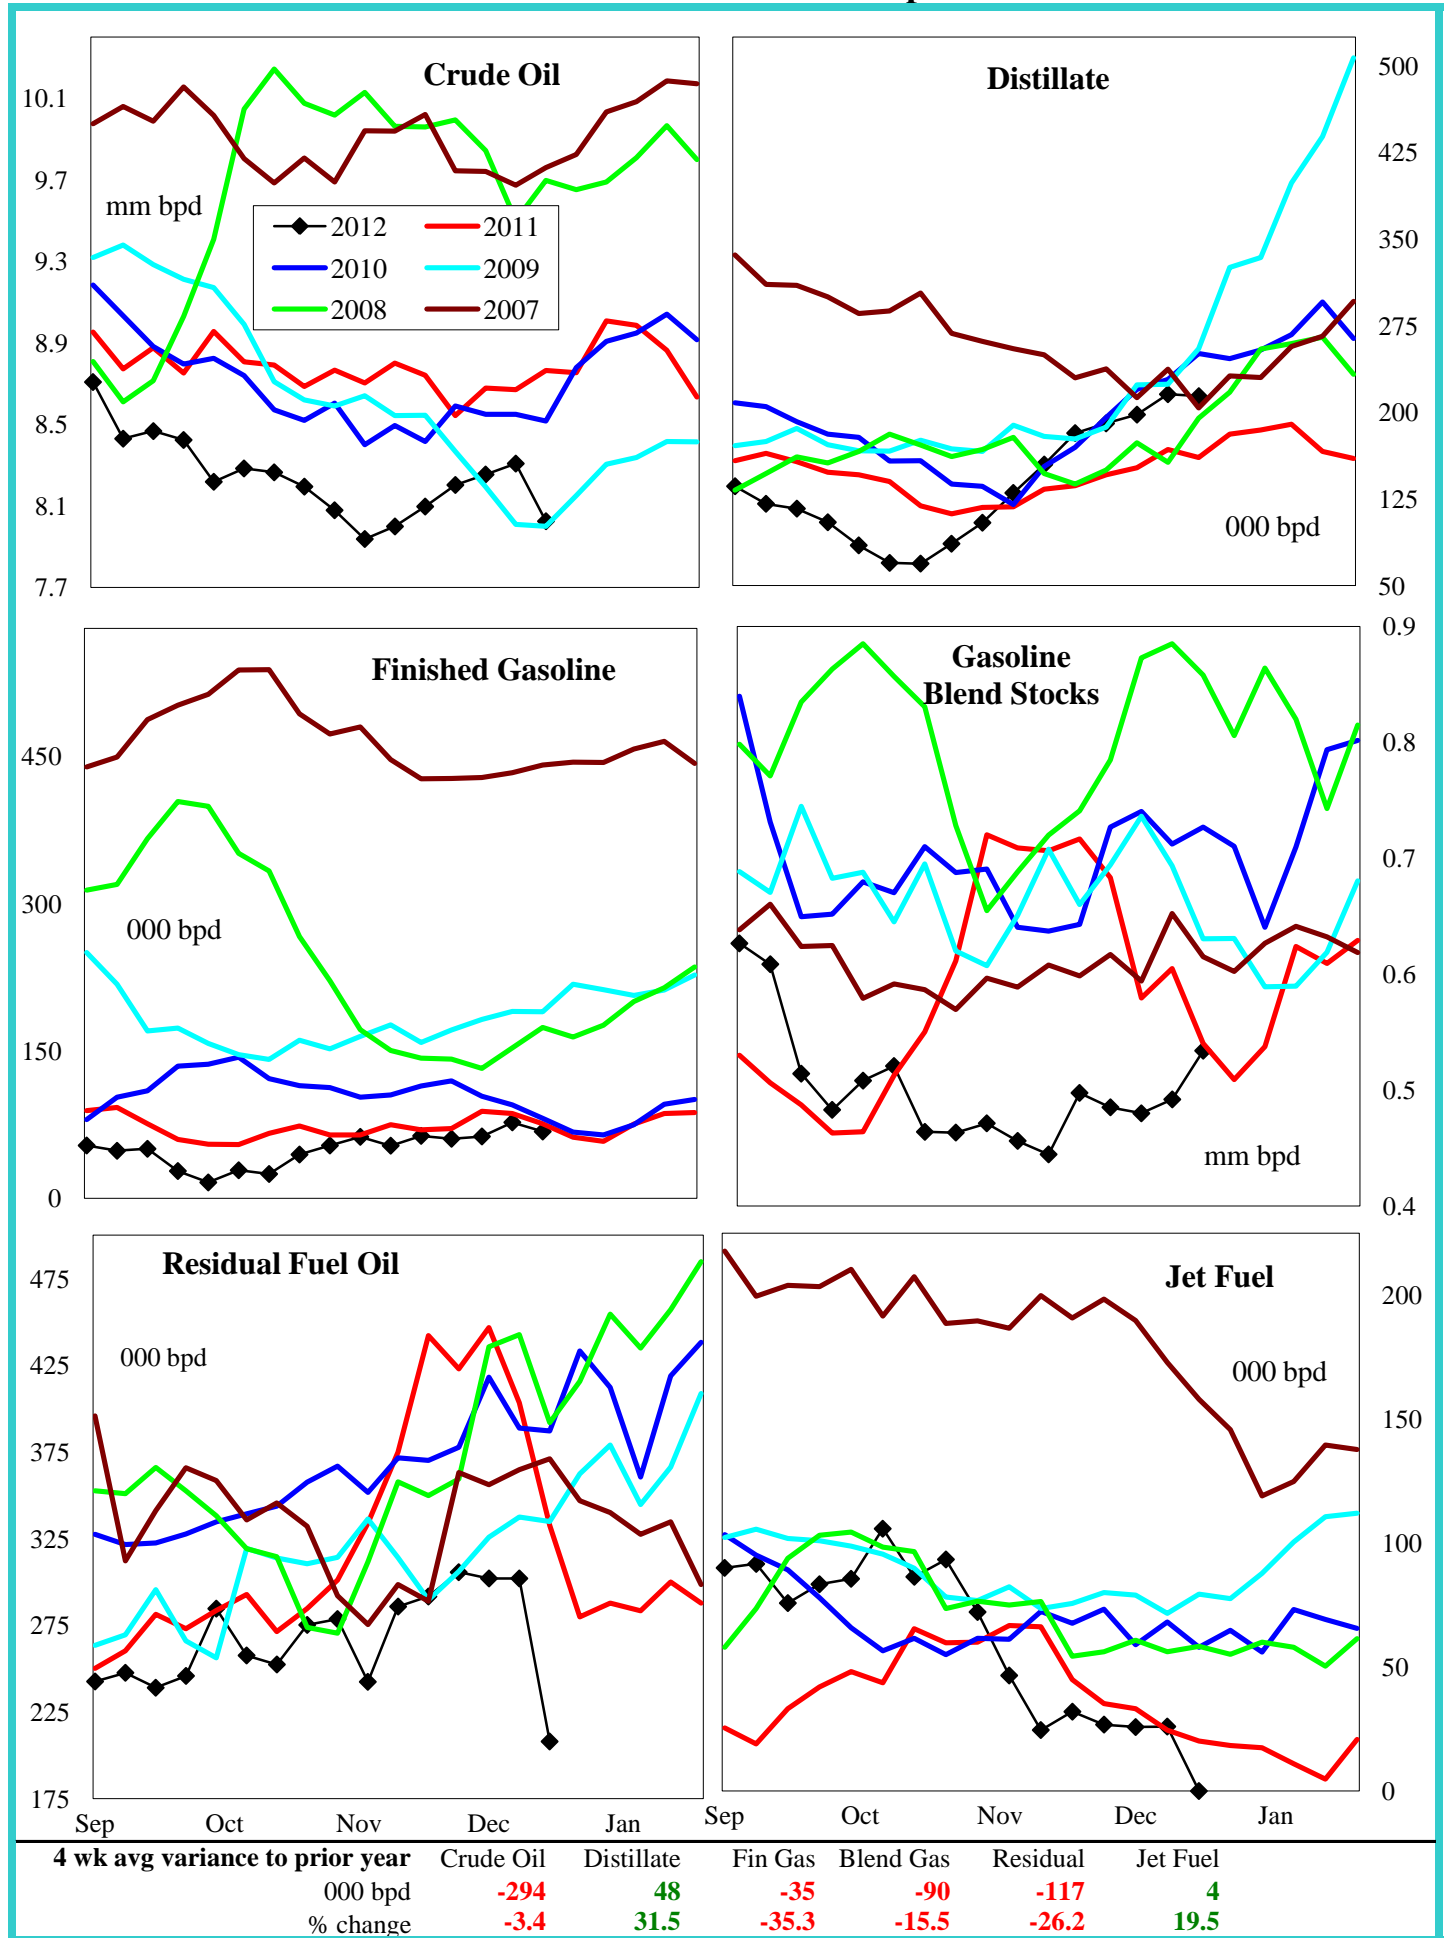 Crude Oil
10.1
9.7
9.3
8.9
8.5
8.1
7.7
mm bpd
2012
2011
2010
2009
2008
2007
Distillate
500
425
350
275
200
125
50
000 bpd
Finished Gasoline
450
300
150
0
000 bpd
Gasoline
Blend Stocks
0.9
0.8
0.7
0.6
0.5
0.4
mm bpd
Residual Fuel Oil
475
425
375
325
275
225
175
000 bpd
Sep Oct Nov Dec Jan
Jet Fuel
200
150
100
50
0
000 bpd
Sep Oct Nov Dec Jan
4 wk avg variance to prior year Crude Oil Distillate Fin Gas Blend Gas Residual Jet Fuel
000 bpd -294 48 -35 -90 -117 4
% change -3.4 31.5 -35.3 -15.5 -26.2 19.5